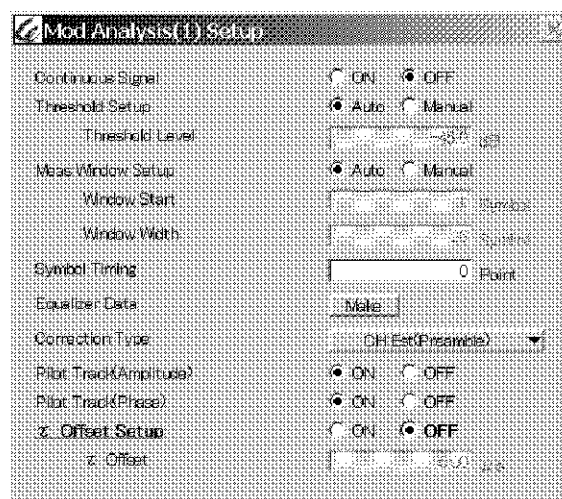 Mod Analysis(1) Setup
Continuous Signal ON OFF
Threshold Setup Auto Manual
Threshold Level dB
Meas Window Setup Auto Manual
Window Start Symbol
Window Width Symbol
Symbol Timing 0 Point
Equalizer Data Make
Correction Type CH Est(Preamble)
Pilot Track(Amplitude) ON OFF
Pilot Track(Phase) ON OFF
τ Offset Setup ON OFF
τ Offset